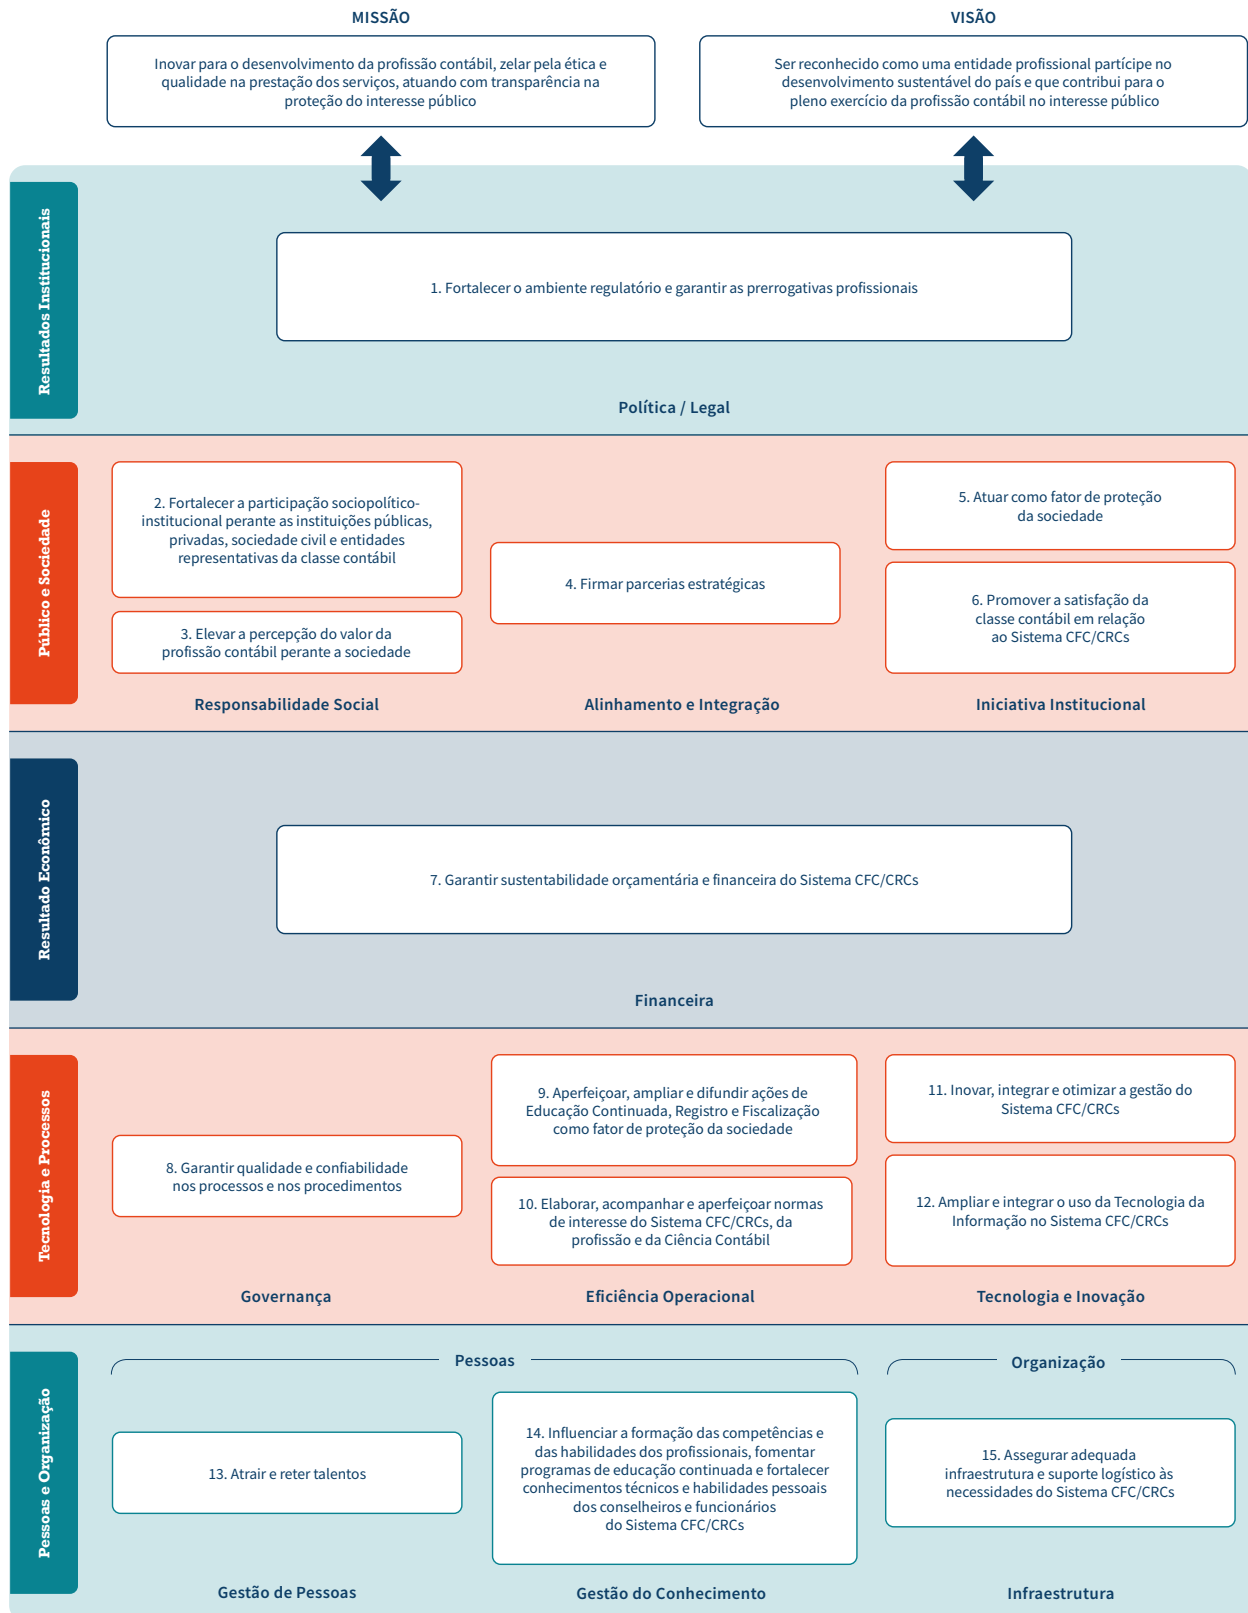 MISSÃO
Inovar para o desenvolvimento da profissão contábil, zelar pela ética e
qualidade na prestação dos serviços, atuando com transparência na
proteção do interesse público
VISÃO
Ser reconhecido como uma entidade profissional partícipe no
desenvolvimento sustentável do país e que contribui para o
pleno exercício da profissão contábil no interesse público
Resultados Institucionais
1. Fortalecer o ambiente regulatório e garantir as prerrogativas profissionais
Política / Legal
Público e Sociedade
2. Fortalecer a participação sociopolítico-
institucional perante as instituições públicas,
privadas, sociedade civil e entidades
representativas da classe contábil
3. Elevar a percepção do valor da
profissão contábil perante a sociedade
Responsabilidade Social
4. Firmar parcerias estratégicas
Alinhamento e Integração
5. Atuar como fator de proteção
da sociedade
6. Promover a satisfação da
classe contábil em relação
ao Sistema CFC/CRCs
Iniciativa Institucional
Resultado Econômico
7. Garantir sustentabilidade orçamentária e financeira do Sistema CFC/CRCs
Financeira
Tecnologia e Processos
8. Garantir qualidade e confiabilidade
nos processos e nos procedimentos
Governança
9. Aperfeiçoar, ampliar e difundir ações de
Educação Continuada, Registro e Fiscalização
como fator de proteção da sociedade
10. Elaborar, acompanhar e aperfeiçoar normas
de interesse do Sistema CFC/CRCs, da
profissão e da Ciência Contábil
Eficiência Operacional
11. Inovar, integrar e otimizar a gestão do
Sistema CFC/CRCs
12. Ampliar e integrar o uso da Tecnologia da
Informação no Sistema CFC/CRCs
Tecnologia e Inovação
Pessoas e Organização
Pessoas
13. Atrair e reter talentos
Gestão de Pessoas
14. Influenciar a formação das competências e
das habilidades dos profissionais, fomentar
programas de educação continuada e fortalecer
conhecimentos técnicos e habilidades pessoais
dos conselheiros e funcionários
do Sistema CFC/CRCs
Gestão do Conhecimento
Organização
15. Assegurar adequada
infraestrutura e suporte logístico às
necessidades do Sistema CFC/CRCs
Infraestrutura